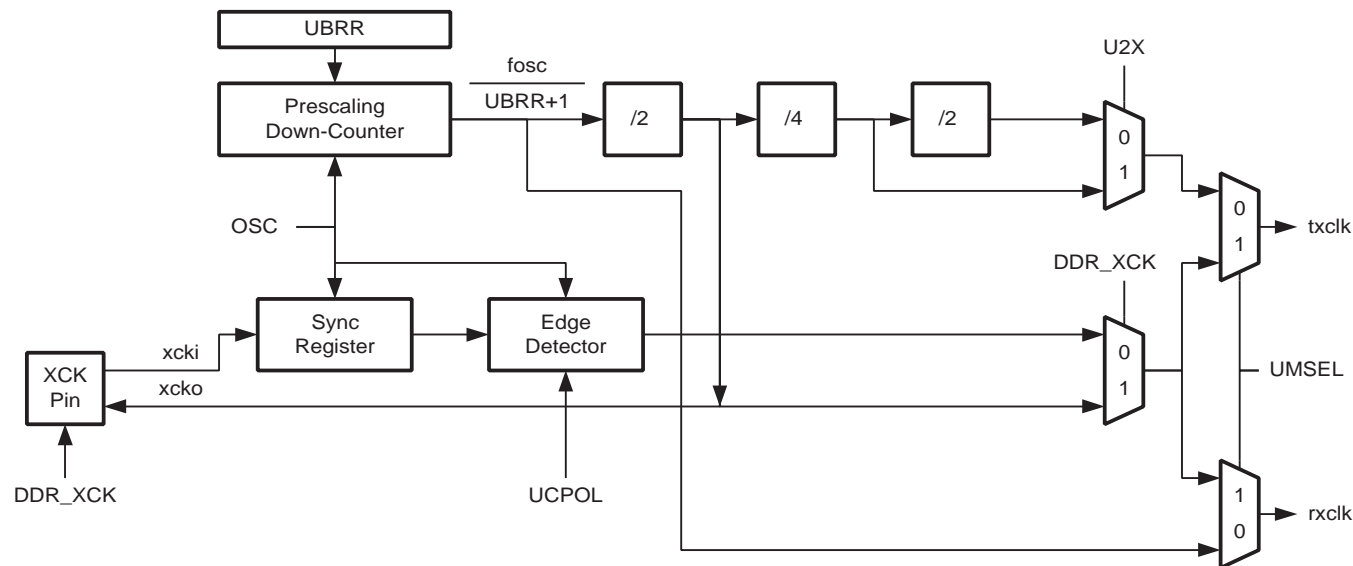 UBRR
U2X
fosc
UBRR+1
Prescaling
Down-Counter
/2
/4
/2
0
1
OSC
0
1
txclk
DDR_XCK
Sync
Register
Edge
Detector
xcki
0
1
UMSEL
XCK
Pin
xcko
DDR_XCK
UCPOL
1
0
rxclk